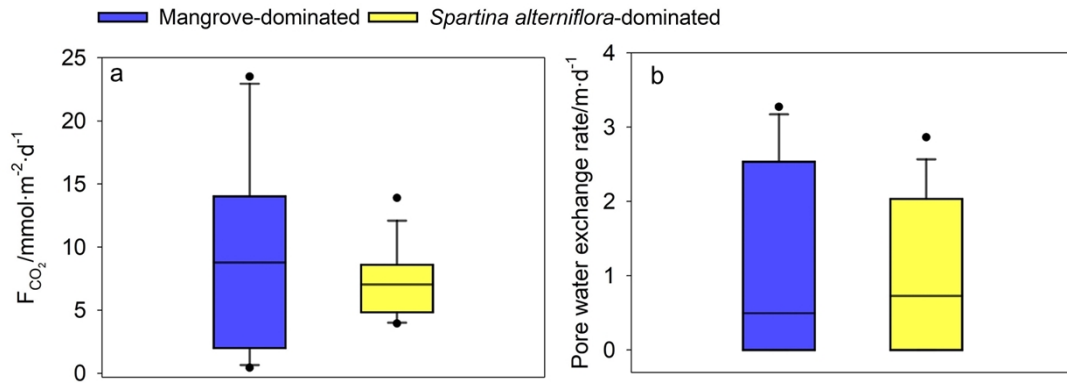 Mangrove-dominated Spartina alterniflora-dominated
a
25
20
15
10
5
0
F_CO₂/mmol·m⁻²·d⁻¹
b
4
3
2
1
0
Pore water exchange rate/m·d⁻¹